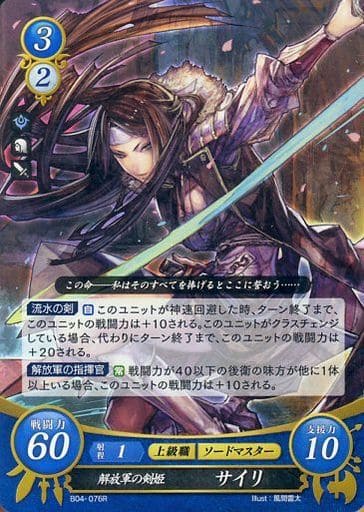 3
2
この命――私はそのすべてを捧げるとここに誓おう……
流水の剣 自 このユニットが神速回避した時、ターン終了まで、
このユニットの戦闘力は+10される。このユニットがクラスチェンジ
している場合、代わりにターン終了まで、このユニットの戦闘力は
+20される。
解放軍の指揮官 常 戦闘力が40以下の後衛の味方が他に1体
以上いる場合、このユニットの戦闘力は+10される。
戦闘力
60
射程 1
上級職 ソードマスター
支援力
10
解放軍の剣姫 サイリ
B04-076R
Illust:風間雷太